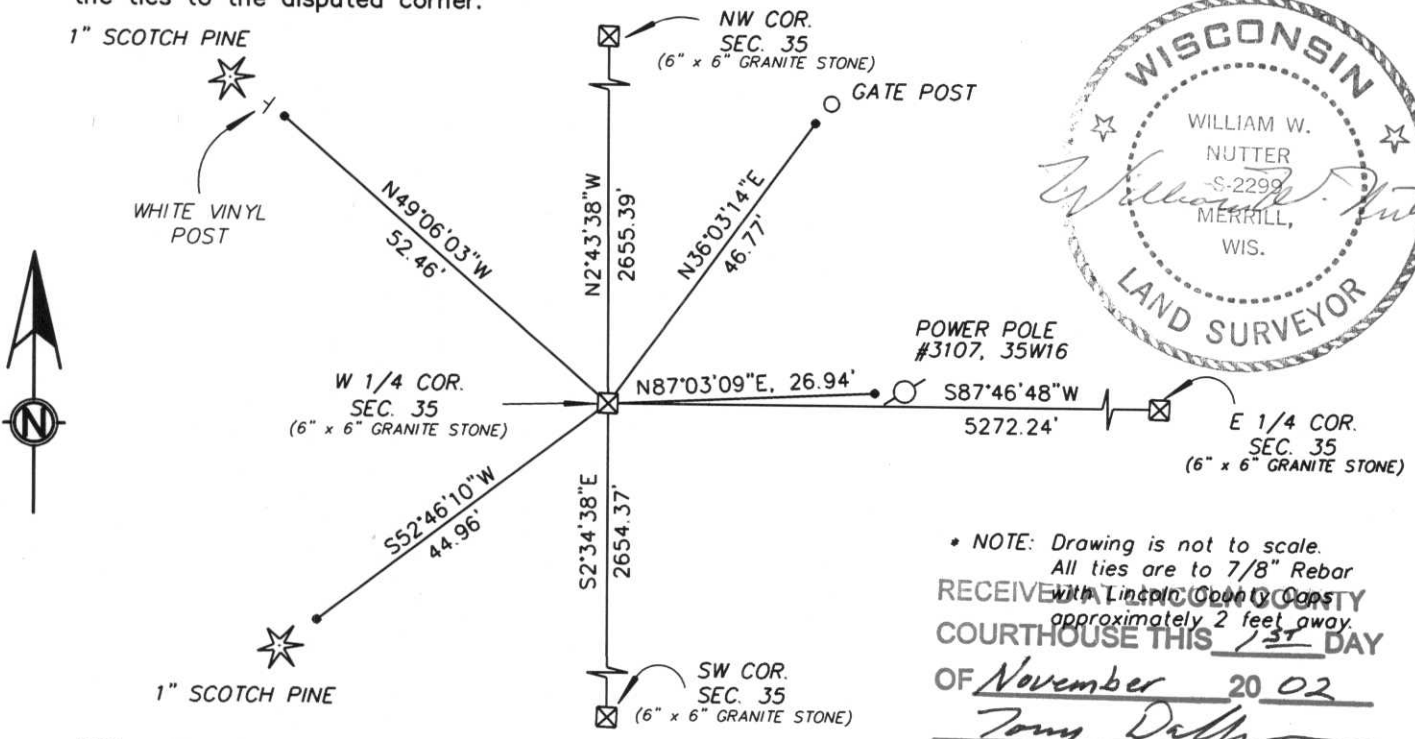 the ties to the disputed corner.
1" SCOTCH PINE
WHITE VINYL
POST
N49°06'03"W
52.46'
NW COR.
SEC. 35
(6" x 6" GRANITE STONE)
N2°43'38"W
2655.39'
GATE POST
N36°03'14"E
46.77'
WISCONSIN
WILLIAM W.
NUTTER
S-2299
MERRILL,
WIS.
LAND SURVEYOR
N
W 1/4 COR.
SEC. 35
(6" x 6" GRANITE STONE)
POWER POLE
#3107, 35W16
N87°03'09"E, 26.94'
S87°46'48"W
5272.24'
E 1/4 COR.
SEC. 35
(6" x 6" GRANITE STONE)
S52°46'10"W
44.96'
1" SCOTCH PINE
S2°34'38"E
2654.37'
SW COR.
SEC. 35
(6" x 6" GRANITE STONE)
* NOTE: Drawing is not to scale.
All ties are to 7/8" Rebar
with Lincoln County Caps
approximately 2 feet away.
RECEIVED AT LINCOLN COUNTY
COURTHOUSE THIS 1ST DAY
OF November 20 02
Tom